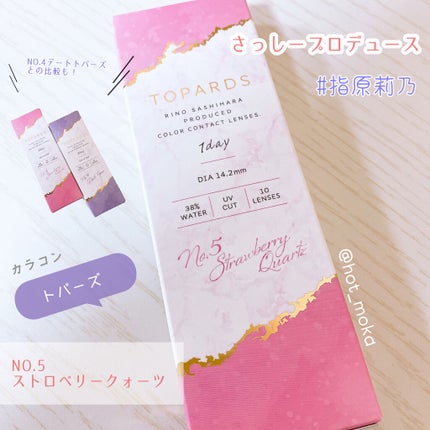 さっしープロデュース
#指原莉乃
NO.4デートトパーズ
との比較も！
TOPARDS
RINO SASHIHARA
PRODUCED
COLOR CONTACT LENSES.
1day
DIA 14.2mm
38%
WATER
UV
CUT
10
LENSES
No.5
Strawberry
Quartz
カラコン
トパーズ
NO.5
ストロベリークォーツ
@hot_moka